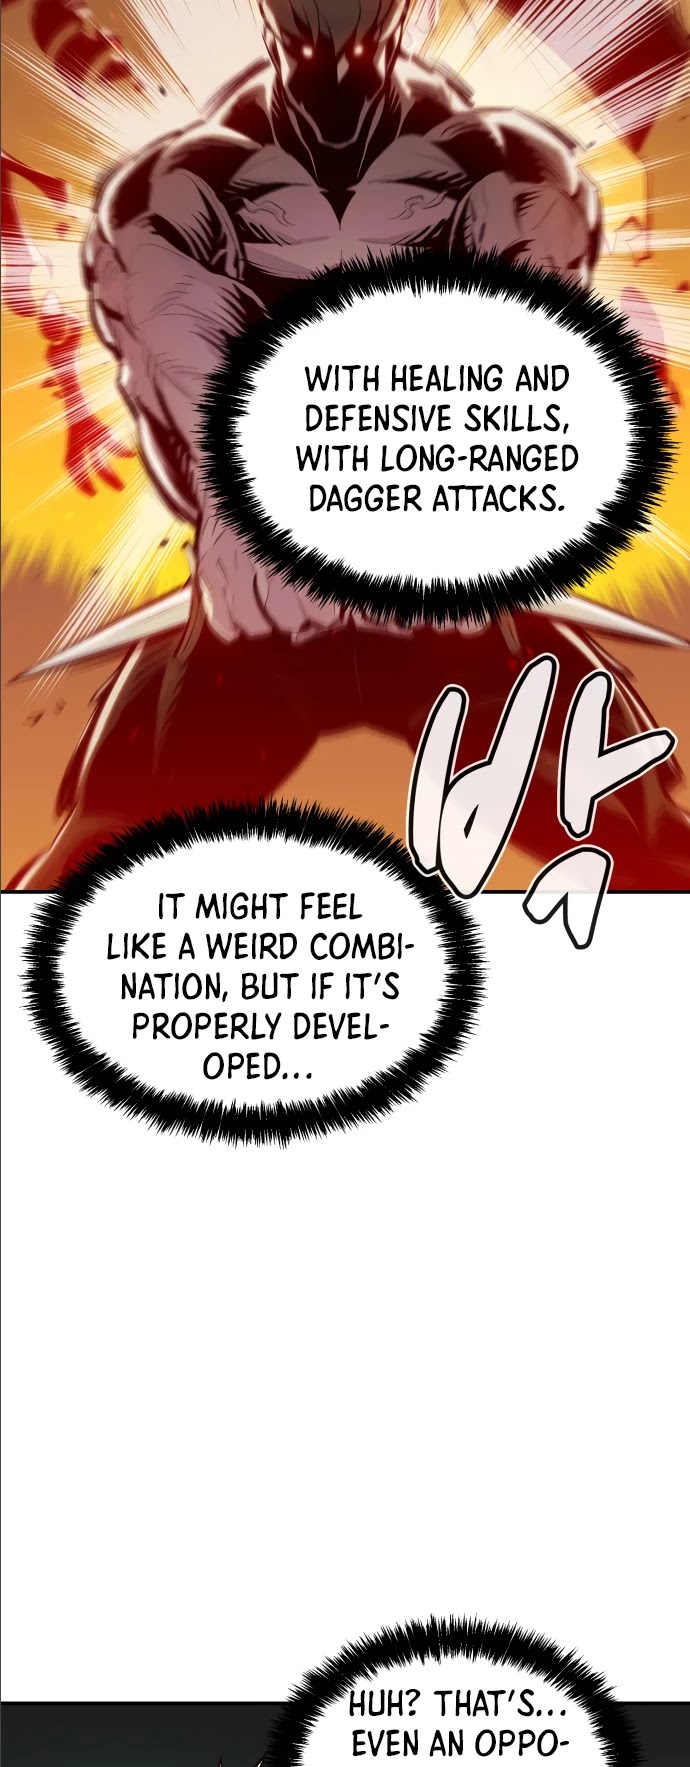 WITH HEALING AND
DEFENSIVE SKILLS,
WITH LONG-RANGED
DAGGER ATTACKS.
빡
IT MIGHT FEEL
LIKE A WEIRD COMBI-
NATION, BUT IF IT'S
PROPERLY DEVEL-
OPED...
HUH? THAT'S...
EVEN AN OPPO-